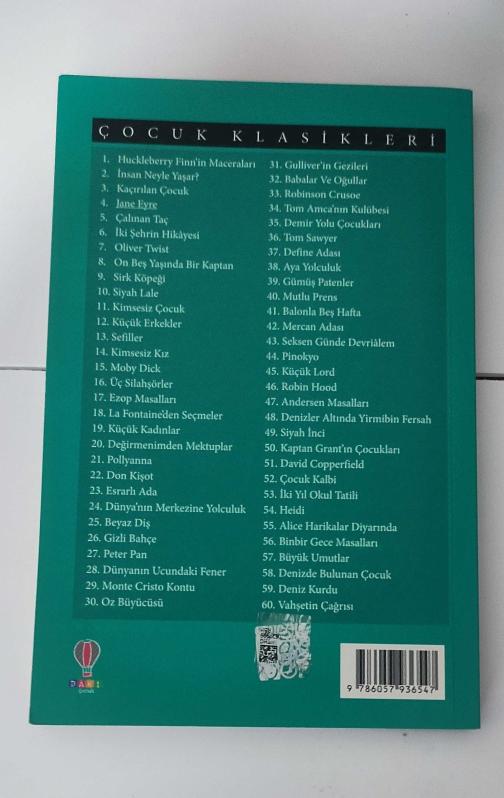 ÇOCUK KLASİKLERİ
1. Huckleberry Finn'in Maceraları
2. İnsan Neyle Yaşar?
3. Kaçırılan Çocuk
4. Jane Eyre
5. Çalınan Taç
6. İki Şehrin Hikâyesi
7. Oliver Twist
8. On Beş Yaşında Bir Kaptan
9. Sirk Köpeği
10. Siyah Lale
11. Kimsesiz Çocuk
12. Küçük Erkekler
13. Sefiller
14. Kimsesiz Kız
15. Moby Dick
16. Üç Silahşörler
17. Ezop Masalları
18. La Fontaine'den Seçmeler
19. Küçük Kadınlar
20. Değirmenimden Mektuplar
21. Pollyanna
22. Don Kişot
23. Esrarlı Ada
24. Dünya'nın Merkezine Yolculuk
25. Beyaz Diş
26. Gizli Bahçe
27. Peter Pan
28. Dünyanın Ucundaki Fener
29. Monte Cristo Kontu
30. Oz Büyücüsü
31. Gulliver'in Gezileri
32. Babalar Ve Oğullar
33. Robinson Crusoe
34. Tom Amca'nın Kulübesi
35. Demir Yolu Çocukları
36. Tom Sawyer
37. Define Adası
38. Aya Yolculuk
39. Gümüş Patenler
40. Mutlu Prens
41. Balonla Beş Hafta
42. Mercan Adası
43. Seksen Günde Devriâlem
44. Pinokyo
45. Küçük Lord
46. Robin Hood
47. Andersen Masalları
48. Denizler Altında Yirmibin Fersah
49. Siyah İnci
50. Kaptan Grant'ın Çocukları
51. David Copperfield
52. Çocuk Kalbi
53. İki Yıl Okul Tatili
54. Heidi
55. Alice Harikalar Diyarında
56. Binbir Gece Masalları
57. Büyük Umutlar
58. Denizde Bulunan Çocuk
59. Deniz Kurdu
60. Vahşetin Çağrısı
9 786057 936547